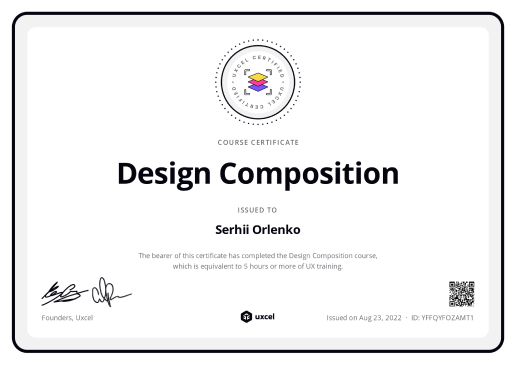 UXCEL CERTIFIED • UXCEL CERTIFIED •
COURSE CERTIFICATE
Design Composition
ISSUED TO
Serhii Orlenko
The bearer of this certificate has completed the Design Composition course,
which is equivalent to 5 hours or more of UX training.
Founders, Uxcel
uxcel
Issued on Aug 23, 2022 · ID: YFFQYFOZAMT1